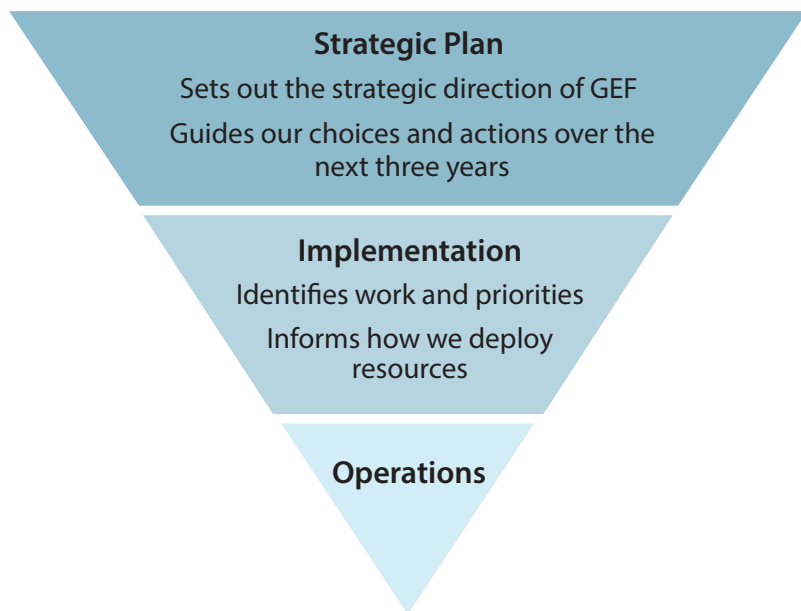 Strategic Plan
Sets out the strategic direction of GEF
Guides our choices and actions over the
next three years
Implementation
Identifies work and priorities
Informs how we deploy
resources
Operations